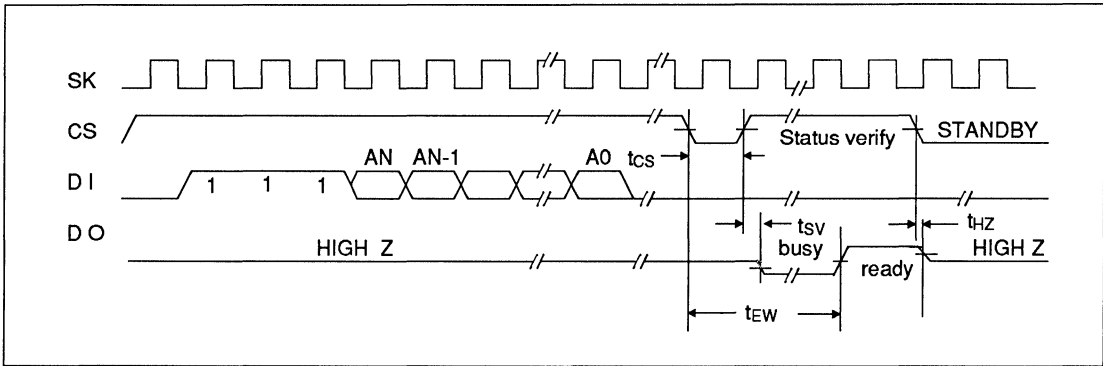 SK
CS
Status verify
STANDBY
tCS
DI
1 1 1
AN
AN-1
A0
DO
HIGH Z
tSV
busy
ready
tHZ
HIGH Z
tEW